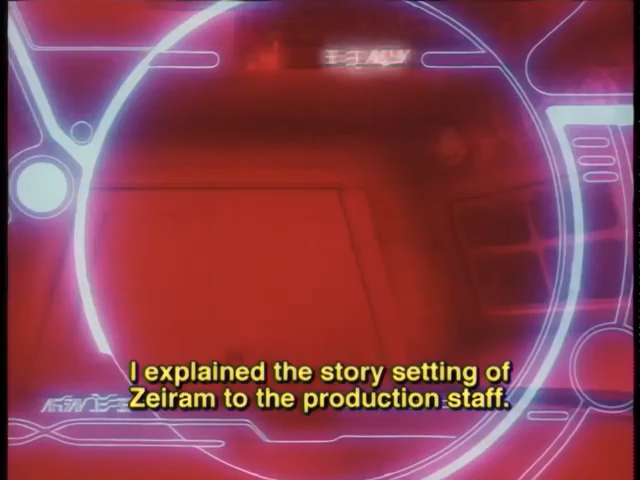 I explained the story setting of
Zeiram to the production staff.